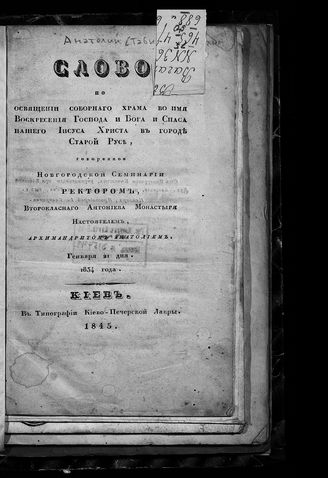 СЛОВО
ПО
ОСВЯЩЕНІИ СОБОРНАГО ХРАМА ВО ИМЯ
ВОСКРЕСЕНІЯ ГОСПОДА И БОГА И СПАСА
НАШЕГО ІИСУСА ХРИСТА ВЪ ГОРОДѢ
СТАРОЙ РУСѢ,
говоренное
НОВГОРОДСКОЙ СЕМИНАРІИ
РЕКТОРОМЪ,
ВТОРОКЛАСНАГО АНТОНІЕВА МОНАСТЫРЯ
НАСТОЯТЕЛЕМЪ,
АРХИМАНДРИТОМЪ АНАТОЛІЕМЪ,
Генваря 21 дня.
1834 года.
КІЕВЪ.
Въ Типографіи Кіево-Печерской Лавры.
1845.